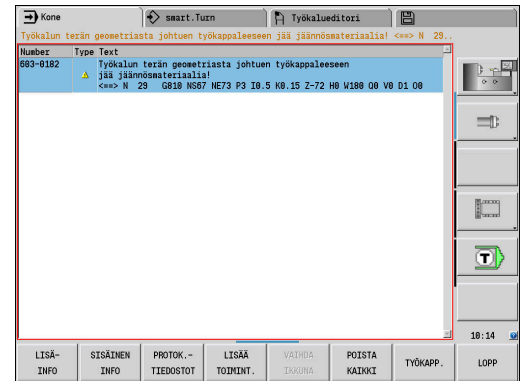 Kone
smart.Turn
Työkalueditori
Työkalun terän geometriasta johtuen työkappaleeseen jää jäännösmateriaalia! <==> N 29..
Number Type Text
603-0182 Työkalun terän geometriasta johtuen työkappaleeseen
jää jäännösmateriaalia!
<==> N 29 G810 NS67 NE73 P3 I0.5 K0.15 Z-72 H0 W180 Q0 V0 D1 O0
T
10:14
LISÄ-
INFO
SISÄINEN
INFO
PROTOK.-
TIEDOSTOT
LISÄÄ
TOIMINT.
VAIHDA
IKKUNA
POISTA
KAIKKI
TYÖKAPP.
LOPP